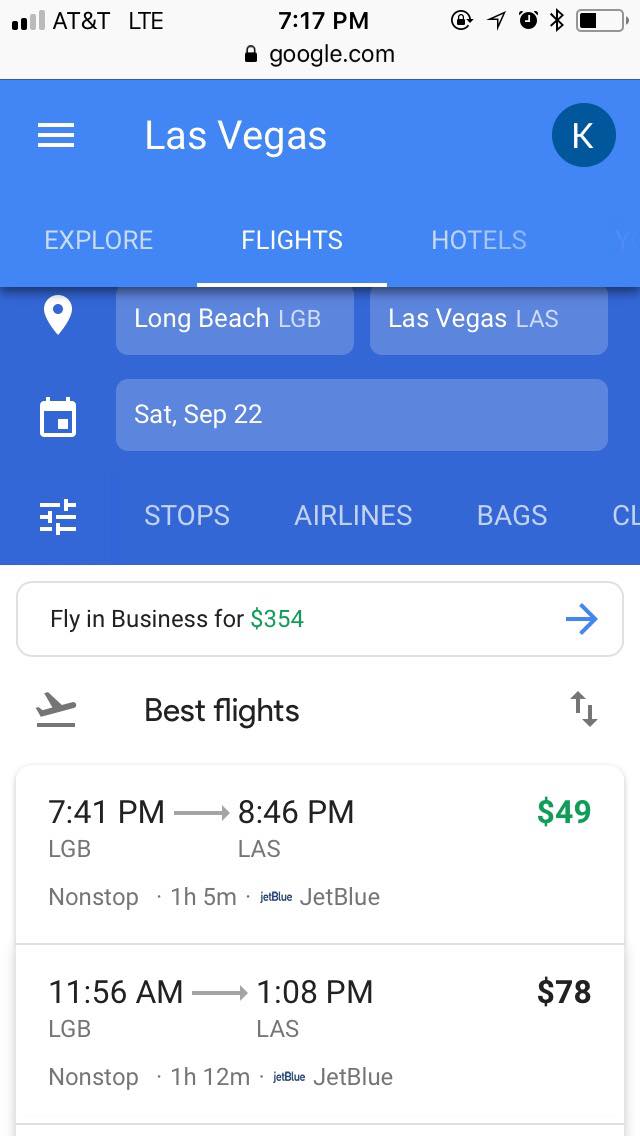 AT&T LTE 7:17 PM
google.com
Las Vegas K
EXPLORE FLIGHTS HOTELS Y
Long Beach LGB Las Vegas LAS
Sat, Sep 22
STOPS AIRLINES BAGS CL
Fly in Business for $354
Best flights
7:41 PM 8:46 PM $49
LGB LAS
Nonstop · 1h 5m · jetBlue JetBlue
11:56 AM 1:08 PM $78
LGB LAS
Nonstop · 1h 12m · jetBlue JetBlue